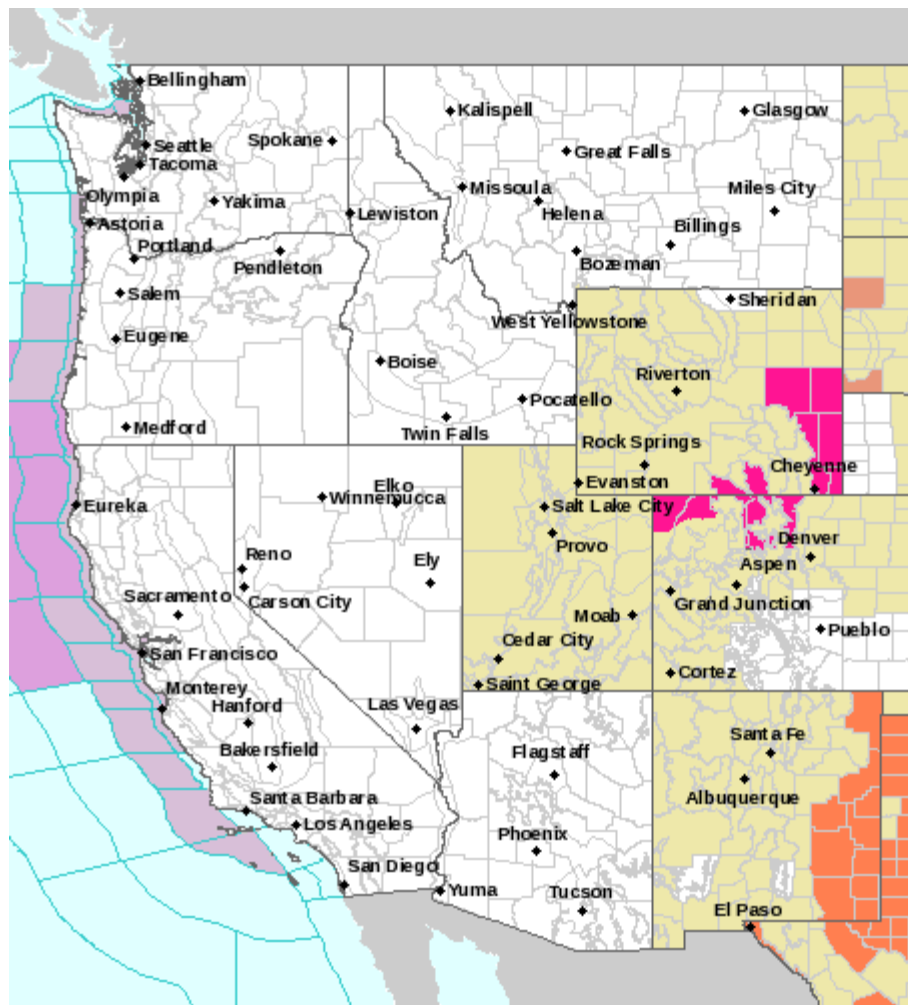 Bellingham
Kalispell
Glasgow
Seattle
Spokane
Great Falls
Tacoma
Olympia
Missoula
Miles City
Yakima
Helena
Lewiston
Astoria
Billings
Portland
Pendleton
Bozeman
Salem
Sheridan
West Yellowstone
Eugene
Boise
Riverton
Pocatello
Medford
Twin Falls
Rock Springs
Cheyenne
Elko
Evanston
Winnemucca
Eureka
Salt Lake City
Provo
Denver
Reno
Ely
Aspen
Carson City
Grand Junction
Sacramento
Moab
Pueblo
San Francisco
Cedar City
Cortez
Saint George
Monterey
Hanford
Las Vegas
Santa Fe
Bakersfield
Flagstaff
Albuquerque
Santa Barbara
Los Angeles
Phoenix
San Diego
Yuma
Tucson
El Paso